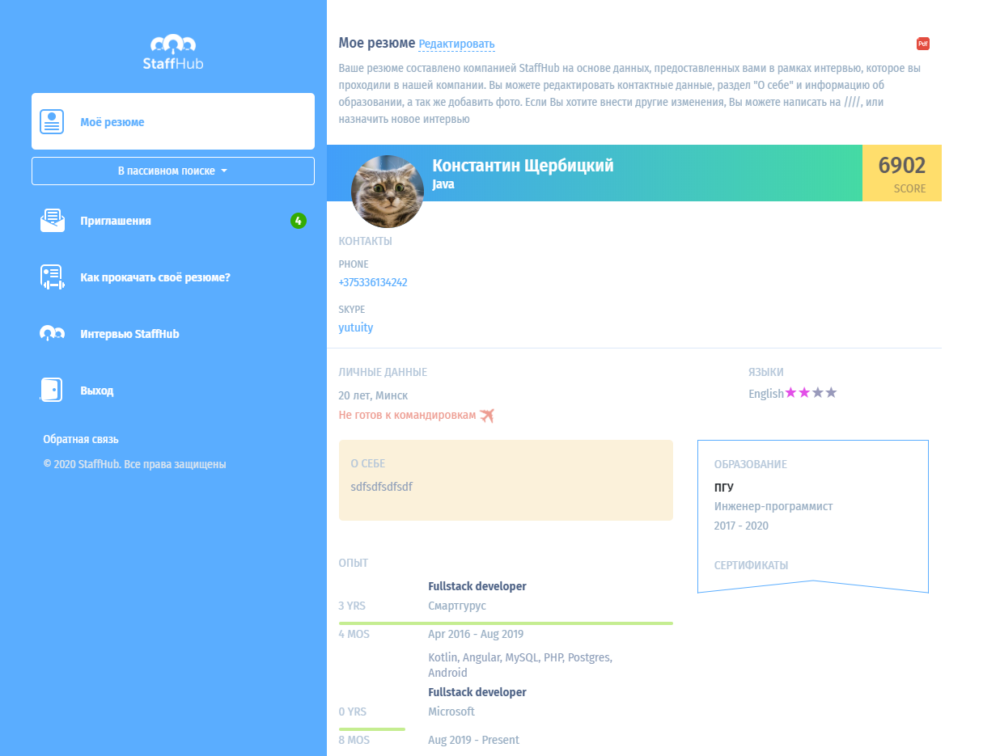 StaffHub
Моё резюме
В пассивном поиске
Приглашения
4
Как прокачать своё резюме?
Интервью StaffHub
Выход
Обратная связь
© 2020 StaffHub. Все права защищены
Мое резюме Редактировать
Pdf
Ваше резюме составлено компанией StaffHub на основе данных, предоставленных вами в рамках интервью, которое вы
проходили в нашей компании. Вы можете редактировать контактные данные, раздел "О себе" и информацию об
образовании, а так же добавить фото. Если Вы хотите внести другие изменения, Вы можете написать на ////, или
назначить новое интервью
Константин Щербицкий
Java
6902
SCORE
КОНТАКТЫ
PHONE
+375336134242
SKYPE
yutuity
ЛИЧНЫЕ ДАННЫЕ
20 лет, Минск
Не готов к командировкам
ЯЗЫКИ
English
О СЕБЕ
sdfsdfsdfsdf
ОБРАЗОВАНИЕ
ПГУ
Инженер-программист
2017 - 2020
СЕРТИФИКАТЫ
ОПЫТ
Fullstack developer
3 YRS Смартгурус
4 MOS Apr 2016 - Aug 2019
Kotlin, Angular, MySQL, PHP, Postgres,
Android
Fullstack developer
0 YRS Microsoft
8 MOS Aug 2019 - Present